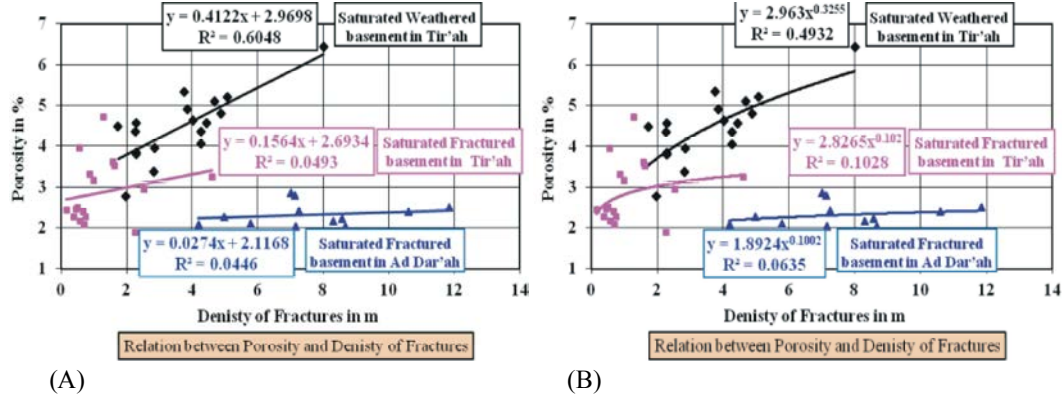 y = 0.4122x + 2.9698
R² = 0.6048
Saturated Weathered
basement in Tir'ah
y = 0.1564x + 2.6934
R² = 0.0493
Saturated Fractured
basement in Tir'ah
y = 0.0274x + 2.1168
R² = 0.0446
Saturated Fractured
basement in Ad Dar'ah
Porosity in %
7
6
5
4
3
2
1
0 2 4 6 8 10 12 14
Denisty of Fractures in m
Relation between Porosity and Denisty of Fractures
(A)
y = 2.963x^0.3255
R² = 0.4932
Saturated Weathered
basement in Tir'ah
y = 2.8265x^0.102
R² = 0.1028
Saturated Fractured
basement in Tir'ah
y = 1.8924x^0.1002
R² = 0.0635
Saturated Fractured
basement in Ad Dar'ah
Porosity in %
7
6
5
4
3
2
1
0 2 4 6 8 10 12 14
Denisty of Fractures in m
Relation between Porosity and Denisty of Fractures
(B)